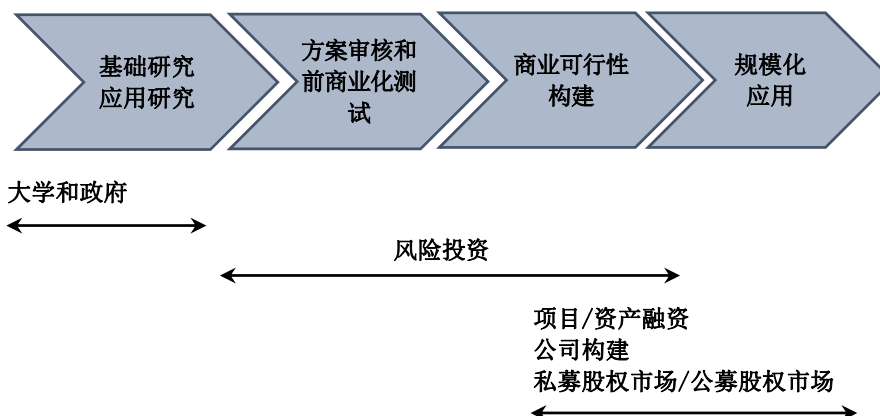 基础研究
应用研究
方案审核和
前商业化测
试
商业可行性
构建
规模化
应用
大学和政府
风险投资
项目/资产融资
公司构建
私募股权市场/公募股权市场